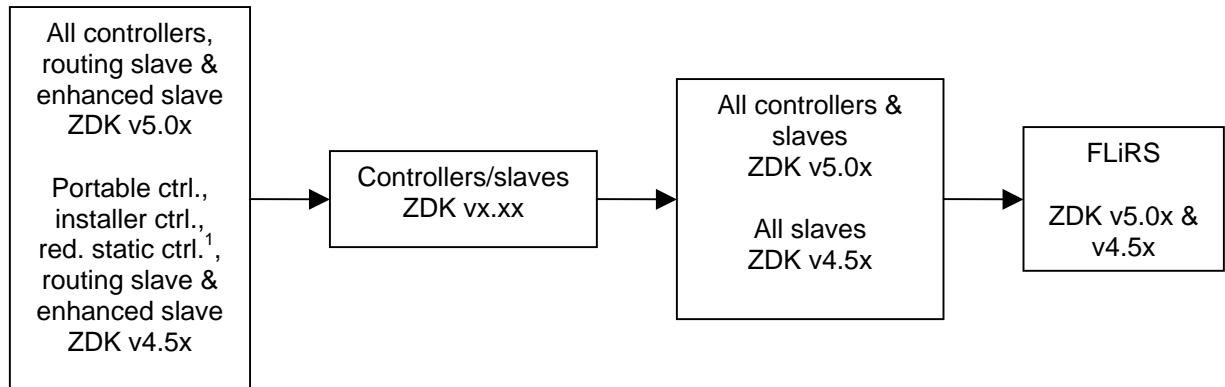 All controllers,
routing slave &
enhanced slave
ZDK v5.0x
Portable ctrl.,
installer ctrl.,
red. static ctrl.1,
routing slave &
enhanced slave
ZDK v4.5x
Controllers/slaves
ZDK vx.xx
All controllers &
slaves
ZDK v5.0x
All slaves
ZDK v4.5x
FLiRS
ZDK v5.0x &
v4.5x